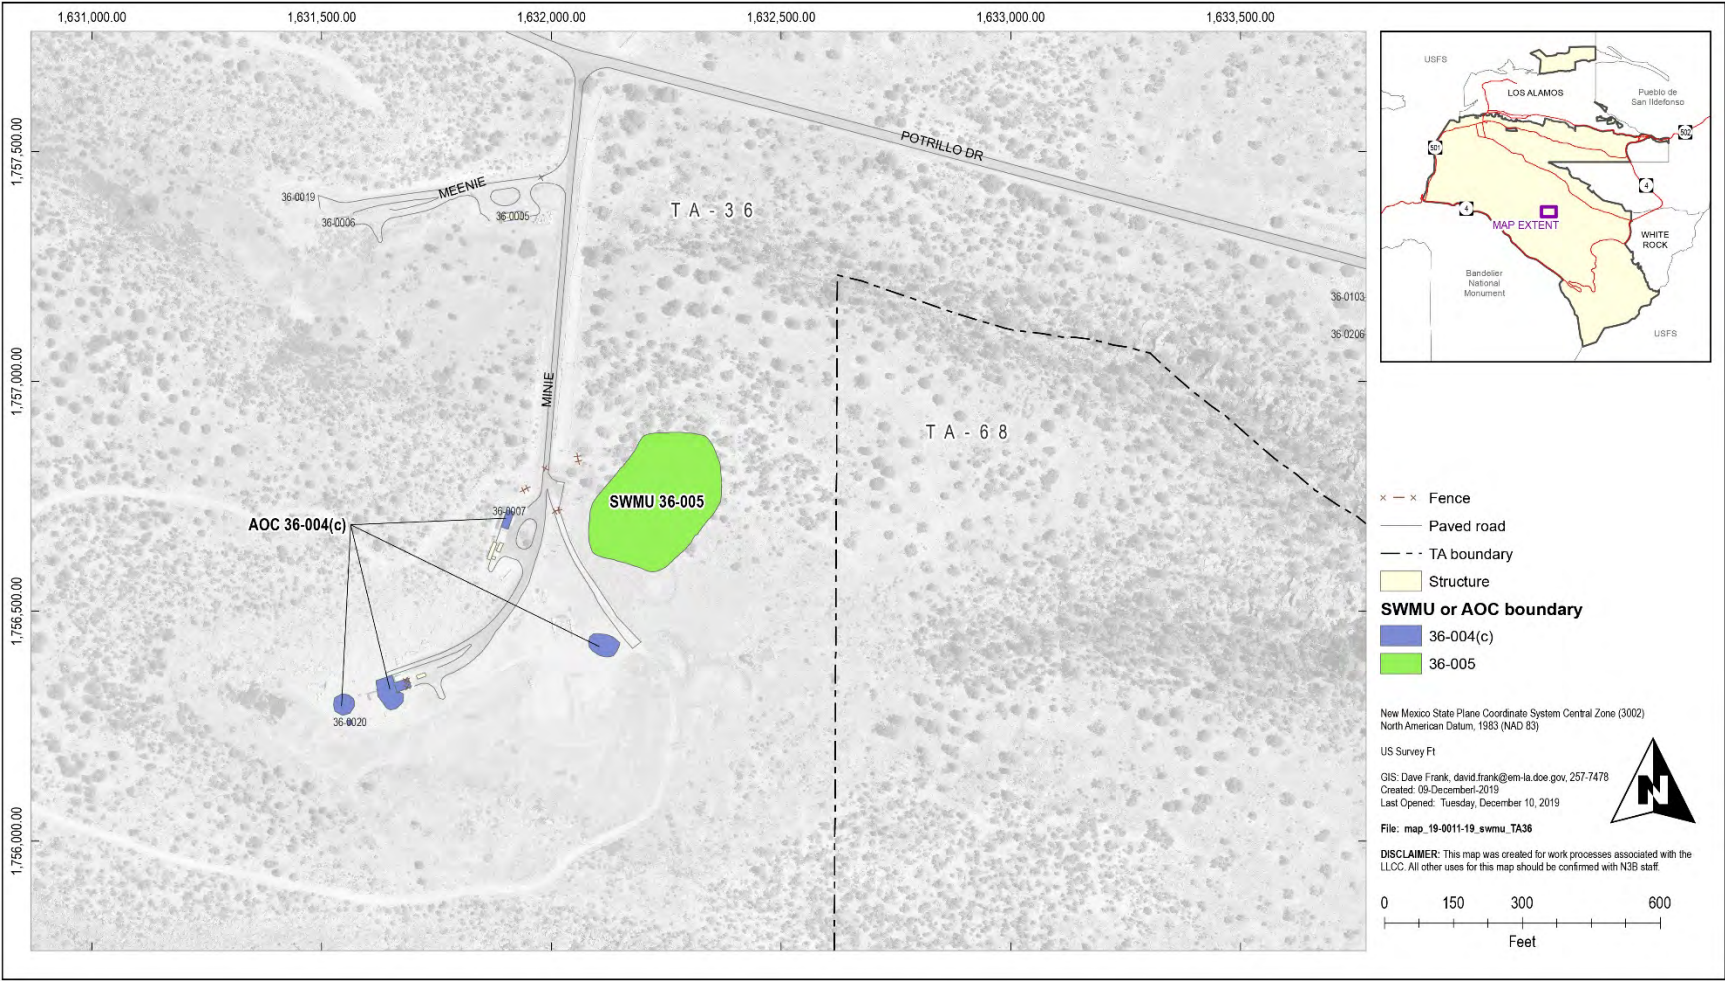 1,631,000.00 1,631,500.00 1,632,000.00 1,632,500.00 1,633,000.00 1,633,500.00
1,757,500.00
1,757,000.00
1,756,500.00
1,756,000.00
POTRILLO DR
MEENIE
36-0019
36-0006
36-0005
TA-36
36-0103
36-0206
MINIE
TA-68
SWMU 36-005
36-0007
AOC 36-004(c)
36-0020
USFS
LOS ALAMOS
Pueblo de
San Ildefonso
502
501
4
4
MAP EXTENT
WHITE
ROCK
Bandelier
National
Monument
USFS
Fence
Paved road
TA boundary
Structure
SWMU or AOC boundary
36-004(c)
36-005
New Mexico State Plane Coordinate System Central Zone (3002)
North American Datum, 1983 (NAD 83)
US Survey Ft
GIS: Dave Frank, david.frank@em-la.doe.gov, 257-7478
Created: 09-Decemberl-2019
Last Opened: Tuesday, December 10, 2019
File: map_19-0011-19_swmu_TA36
DISCLAIMER: This map was created for work processes associated with the
LLCC. All other uses for this map should be confirmed with N3B staff.
N
0 150 300 600
Feet